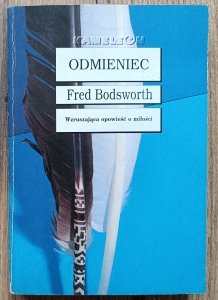 KAMELEON
ODMIENIEC
Fred Bodsworth
Wzruszająca opowieść o miłości